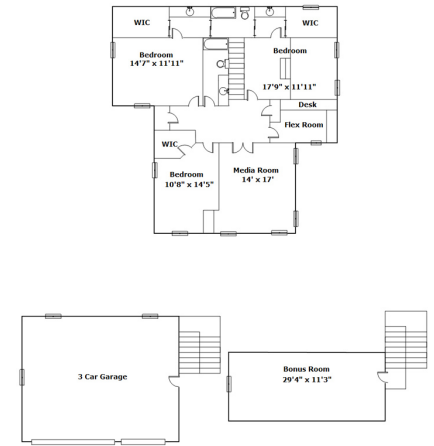 WIC
WIC
Bedroom
14'7" x 11'11"
Bedroom
17'9" x 11'11"
Desk
Flex Room
WIC
Bedroom
10'8" x 14'5"
Media Room
14' x 17'
3 Car Garage
Bonus Room
29'4" x 11'3"